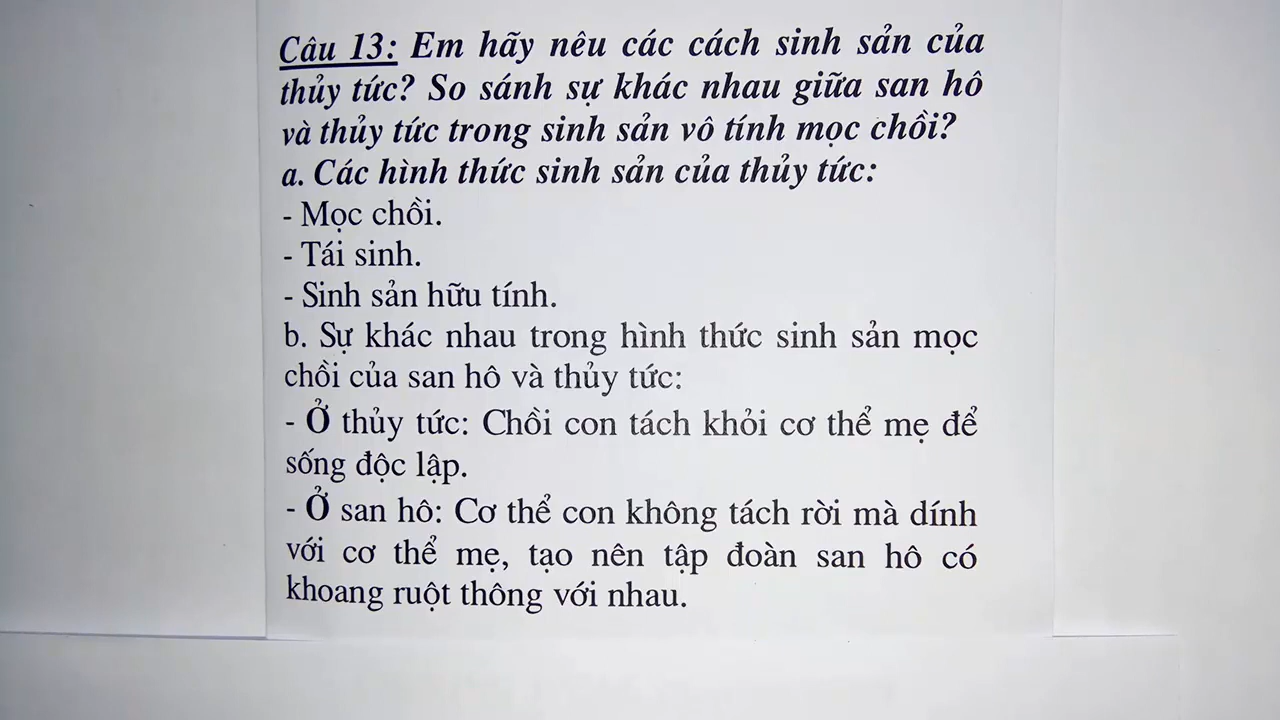 Câu 13: Em hãy nêu các cách sinh sản của
thủy tức? So sánh sự khác nhau giữa san hô
và thủy tức trong sinh sản vô tính mọc chồi?
a. Các hình thức sinh sản của thủy tức:
- Mọc chồi.
- Tái sinh.
- Sinh sản hữu tính.
b. Sự khác nhau trong hình thức sinh sản mọc
chồi của san hô và thủy tức:
- Ở thủy tức: Chồi con tách khỏi cơ thể mẹ để
sống độc lập.
- Ở san hô: Cơ thể con không tách rời mà dính
với cơ thể mẹ, tạo nên tập đoàn san hô có
khoang ruột thông với nhau.